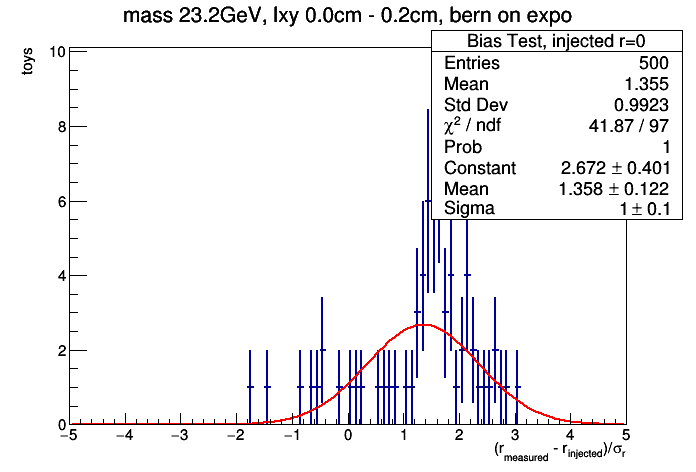 mass 23.2GeV, lxy 0.0cm - 0.2cm, bern on expo
Bias Test, injected r=0
Entries 500
Mean 1.355
Std Dev 0.9923
χ² / ndf 41.87 / 97
Prob 1
Constant 2.672 ± 0.401
Mean 1.358 ± 0.122
Sigma 1 ± 0.1
toys
10
8
6
4
2
0
−5 −4 −3 −2 −1 0 1 2 3 4 5
(r_measured - r_injected)/σ_r